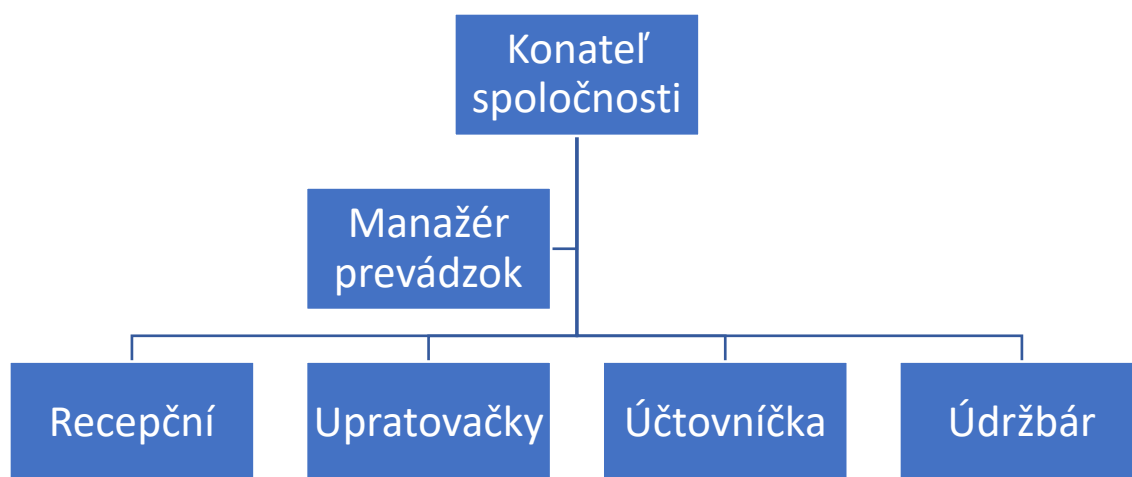 Konateľ
spoločnosti
Manažér
prevádzok
Recepční
Upratovačky
Účtovníčka
Údržbár